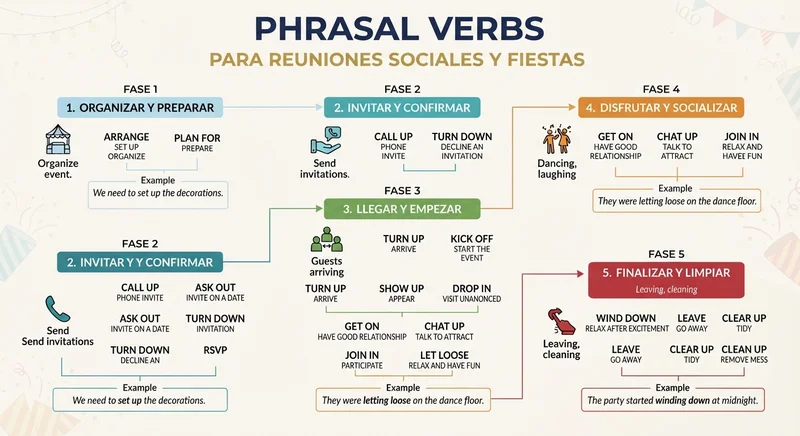 PHRASAL VERBS
PARA REUNIONES SOCIALES Y FIESTAS
FASE 1
1. ORGANIZAR Y PREPARAR
Organize
event.
ARRANGE
SET UP
ORGANIZE
PLAN FOR
PREPARE
Example
We need to set up the decorations.
FASE 2
2. INVITAR Y CONFIRMAR
Send
invitations.
CALL UP
PHONE
INVITE
TURN DOWN
DECLINE AN
INVITATION
FASE 4
4. DISFRUTAR Y SOCIALIZAR
Dancing,
laughing
GET ON
HAVE GOOD
RELATIONSHIP
CHAT UP
TALK TO
ATTRACT
JOIN IN
RELAX AND
HAVEE FUN
Example
They were letting loose on the dance floor.
FASE 2
2. INVITAR Y Y CONFIRMAR
Send
Send invitations
CALL UP
PHONE INVITE
ASK OUT
INVITE ON A DATE
ASK OUT
INVITE ON A DATE
TURN DOWN
INVITATION
TURN DOWN
DECLINE AN
RSVP
Example
We need to set up the decorations.
FASE 3
3. LLEGAR Y EMPEZAR
Guests
arriving
TURN UP
ARRIVE
KICK OFF
START THE
EVENT
TURN UP
ARRIVE
SHOW UP
APPEAR
DROP IN
VISIT UNANONCED
GET ON
HAVE GOOD RELATIONSHIP
CHAT UP
TALK TO ATTRACT
JOIN IN
PARTICIPATE
LET LOOSE
RELAX AND HAVE FUN
Example
They were letting loose on the dance floor.
FASE 5
5. FINALIZAR Y LIMPIAR
Leaving, cleaning
Leaving,
cleaning
WIND DOWN
RELAX AFTER EXCITEMENT
LEAVE
GO AWAY
CLEAR UP
TIDY
LEAVE
GO AWAY
CLEAR UP
TIDY
CLEAN UP
REMOVE MESS
Example
The party started winding down at midnight.